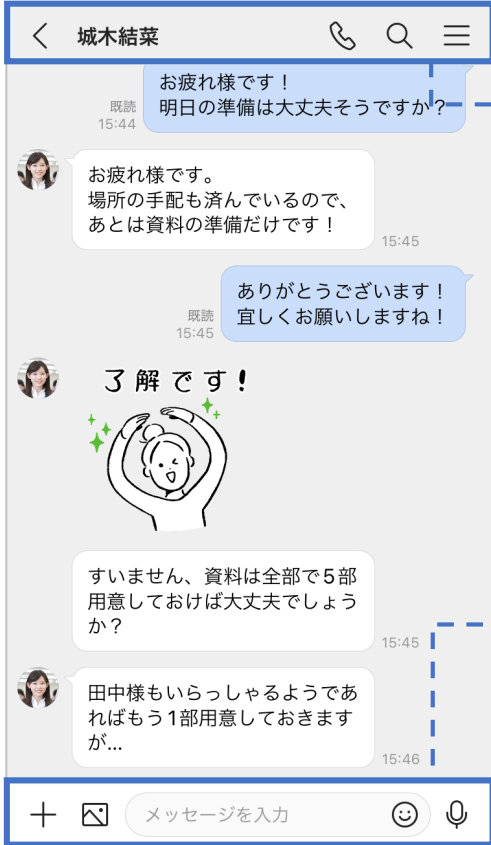 城木結菜
お疲れ様です！
明日の準備は大丈夫そうですか？
既読
15:44
お疲れ様です。
場所の手配も済んでいるので、
あとは資料の準備だけです！
15:45
ありがとうございます！
宜しくお願いしますね！
既読
15:45
了解です！
すいません、資料は全部で５部
用意しておけば大丈夫でしょう
か？
15:45
田中様もいらっしゃるようであ
ればもう1部用意しておきます
が...
15:46
メッセージを入力